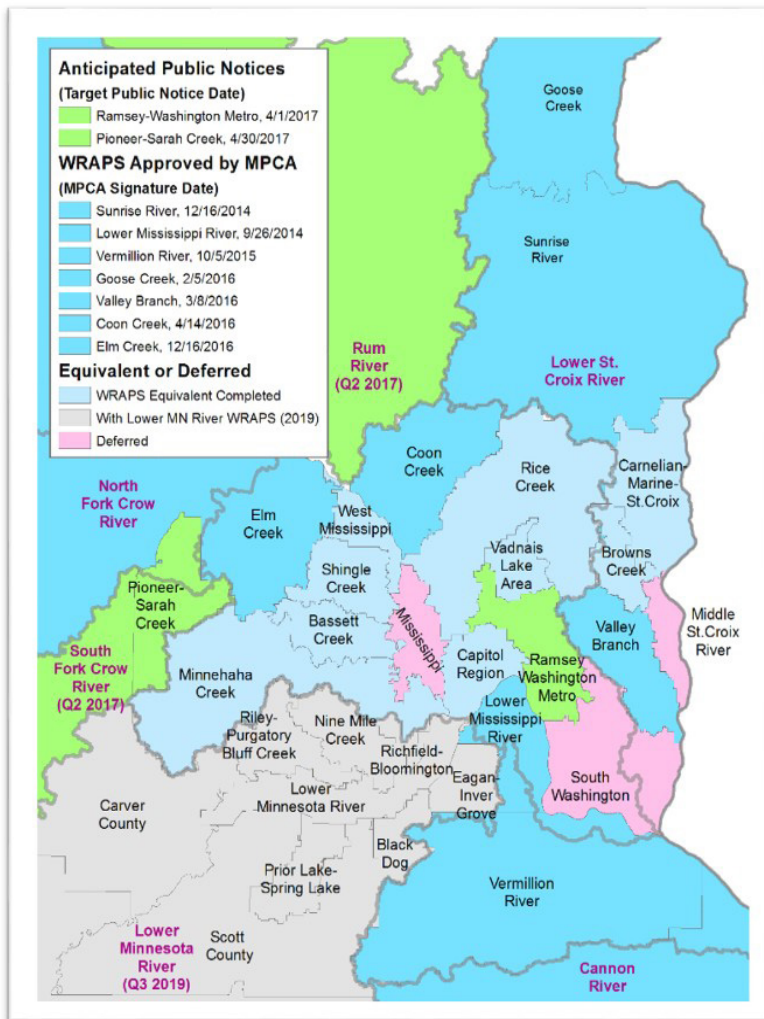 Anticipated Public Notices
(Target Public Notice Date)
Ramsey-Washington Metro, 4/1/2017
Pioneer-Sarah Creek, 4/30/2017
WRAPS Approved by MPCA
(MPCA Signature Date)
Sunrise River, 12/16/2014
Lower Mississippi River, 9/26/2014
Vermillion River, 10/5/2015
Goose Creek, 2/5/2016
Valley Branch, 3/8/2016
Coon Creek, 4/14/2016
Elm Creek, 12/16/2016
Equivalent or Deferred
WRAPS Equivalent Completed
With Lower MN River WRAPS (2019)
Deferred
Goose
Creek
Sunrise
River
Rum
River
(Q2 2017)
Lower St.
Croix River
North
Fork Crow
River
Elm
Creek
West
Mississippi
Coon
Creek
Rice
Creek
Carnelian-
Marine-
St.Croix
Pioneer-
Sarah
Creek
Shingle
Creek
Vadnais
Lake
Area
Browns
Creek
Bassett
Creek
Mississippi
Valley
Branch
Middle
St.Croix
River
South
Fork Crow
River
(Q2 2017)
Minnehaha
Creek
Capitol
Region
Ramsey
Washington
Metro
Lower
Mississippi
River
Riley-
Purgatory
Bluff Creek
Nine Mile
Creek
Richfield-
Bloomington
Eagan-
Inver
Grove
South
Washington
Carver
County
Lower
Minnesota River
Black
Dog
Prior Lake-
Spring Lake
Vermillion
River
Lower
Minnesota
River
(Q3 2019)
Scott
County
Cannon
River